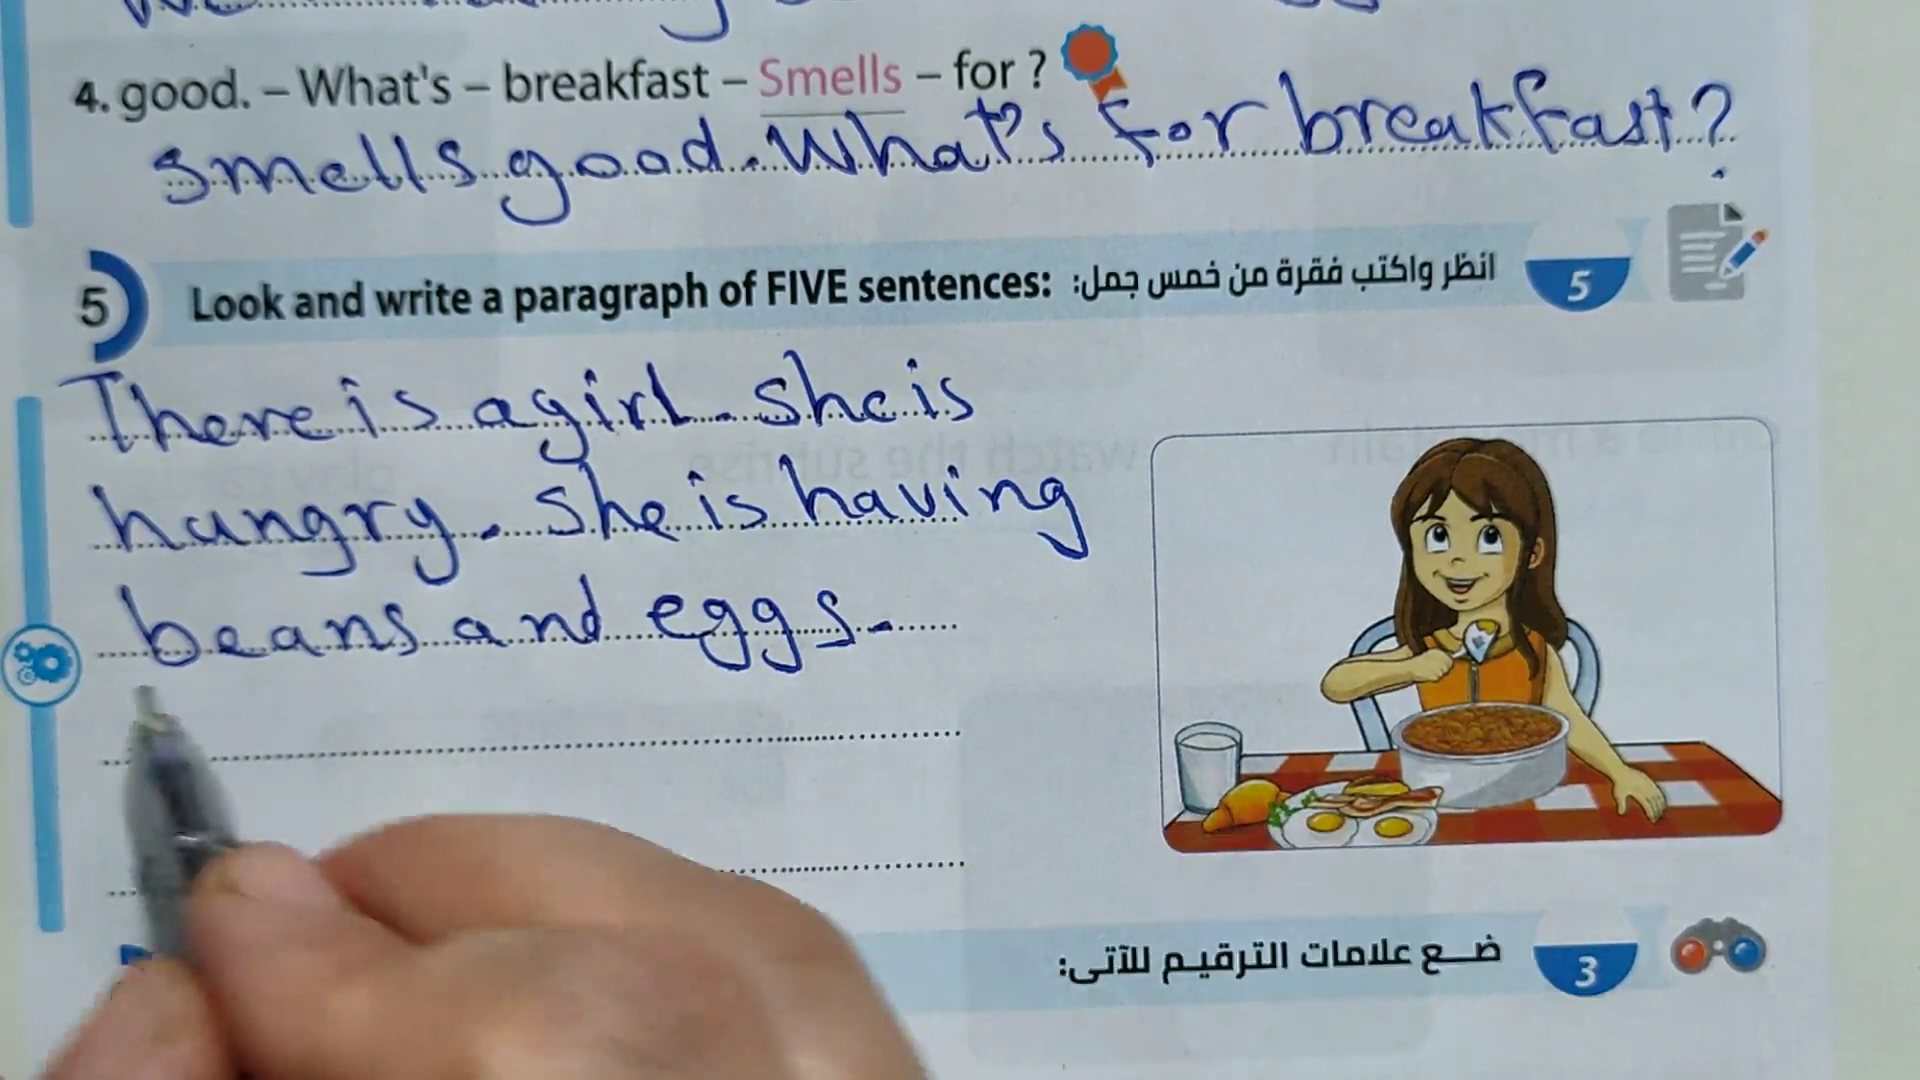 4. good. – What's – breakfast – Smells – for ?
smells good. What's for breakfast?
5 Look and write a paragraph of FIVE sentences: انظر واكتب فقرة من خمس جمل: 5
There is a girl. She is
hungry. She is having
beans and eggs.
ضـع علامات الترقيـم للآتى: 3